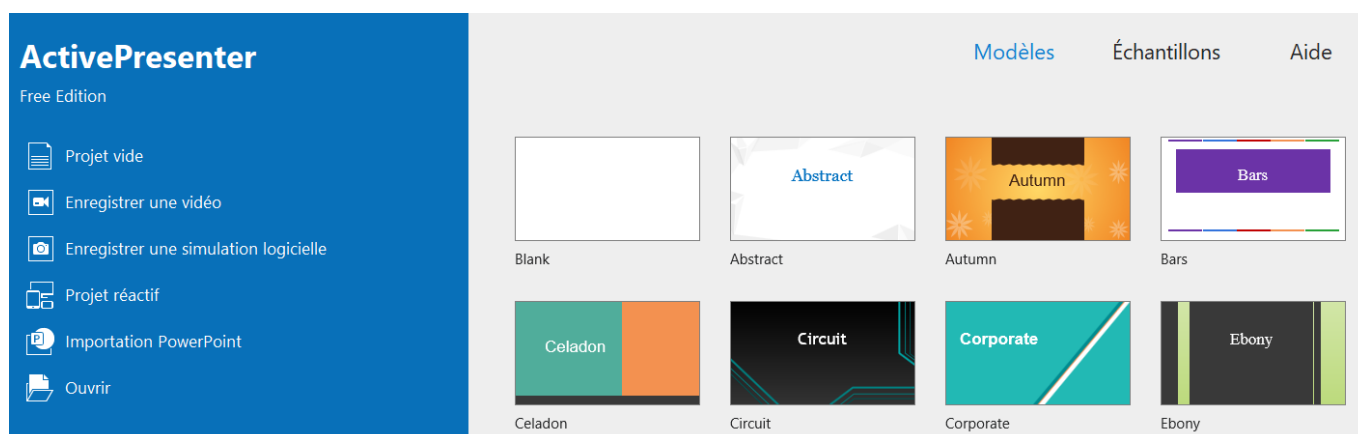 ActivePresenter
Free Edition
Projet vide
Enregistrer une vidéo
Enregistrer une simulation logicielle
Projet réactif
Importation PowerPoint
Ouvrir
Modèles Échantillons Aide
Abstract Autumn Bars
Blank Abstract Autumn Bars
Celadon Circuit Corporate Ebony
Celadon Circuit Corporate Ebony